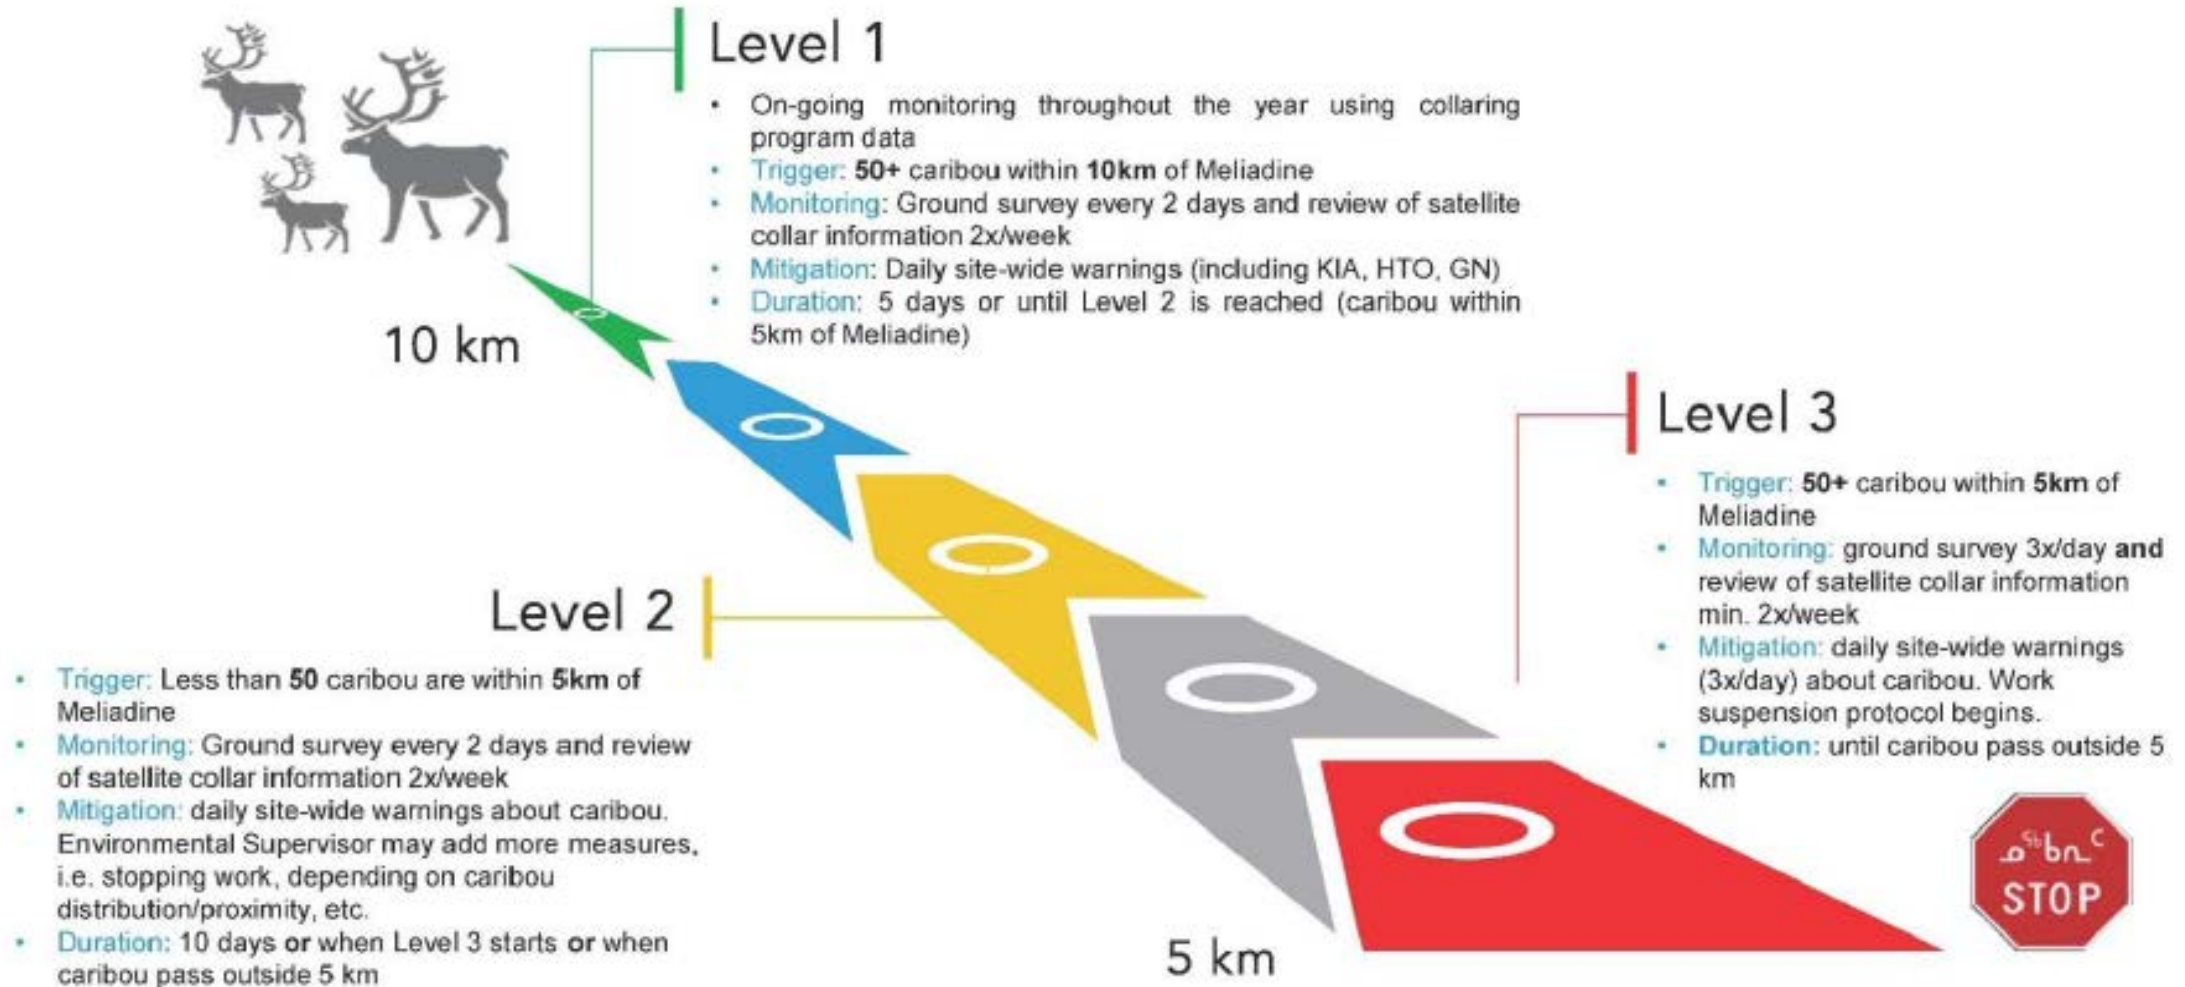 Level 1
• On-going monitoring throughout the year using collaring
program data
• Trigger: 50+ caribou within 10km of Meliadine
• Monitoring: Ground survey every 2 days and review of satellite
collar information 2x/week
• Mitigation: Daily site-wide warnings (including KIA, HTO, GN)
• Duration: 5 days or until Level 2 is reached (caribou within
5km of Meliadine)
10 km
Level 2
• Trigger: Less than 50 caribou are within 5km of
Meliadine
• Monitoring: Ground survey every 2 days and review
of satellite collar information 2x/week
• Mitigation: daily site-wide warnings about caribou.
Environmental Supervisor may add more measures,
i.e. stopping work, depending on caribou
distribution/proximity, etc.
• Duration: 10 days or when Level 3 starts or when
caribou pass outside 5 km
Level 3
• Trigger: 50+ caribou within 5km of
Meliadine
• Monitoring: ground survey 3x/day and
review of satellite collar information
min. 2x/week
• Mitigation: daily site-wide warnings
(3x/day) about caribou. Work
suspension protocol begins.
• Duration: until caribou pass outside 5
km
5 km
ᓄᖃᕆᑦ
STOP